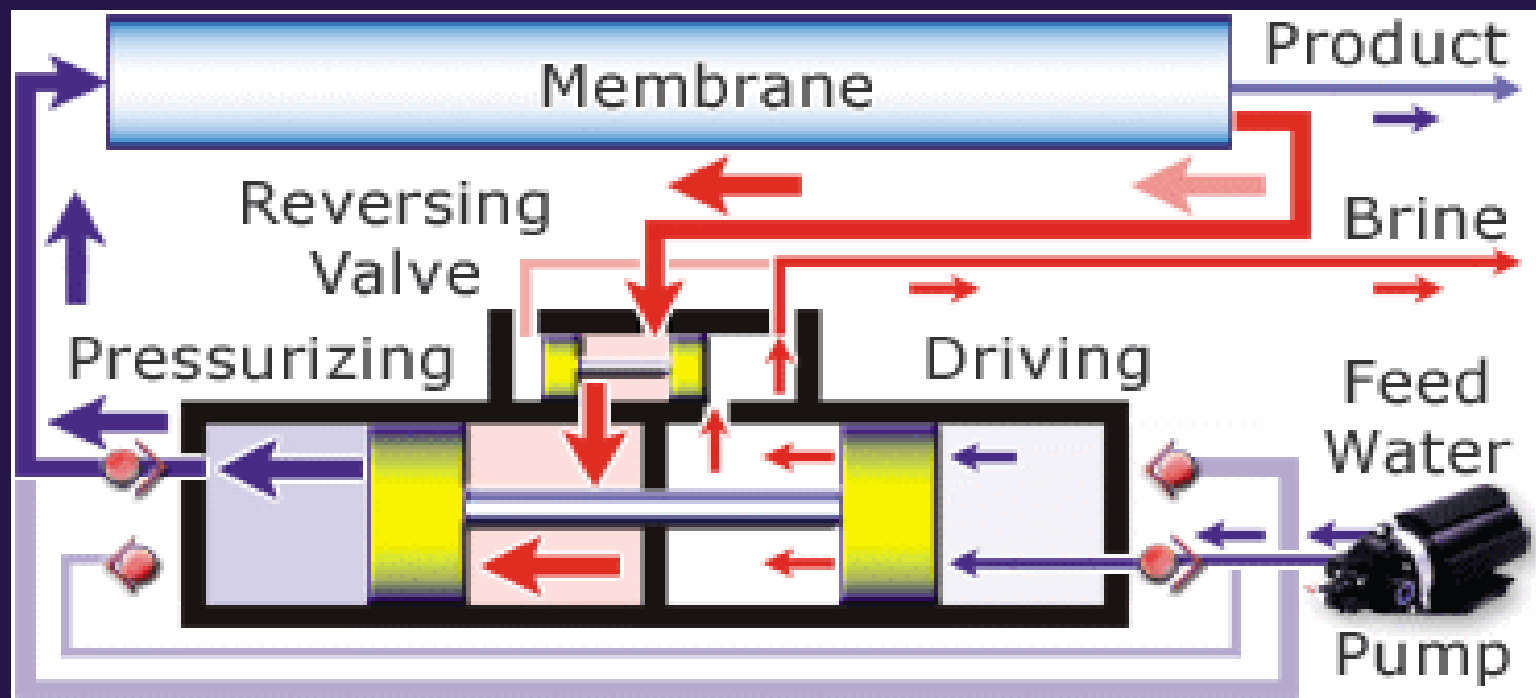 Membrane
Product
Reversing
Valve
Brine
Pressurizing
Driving
Feed
Water
Pump